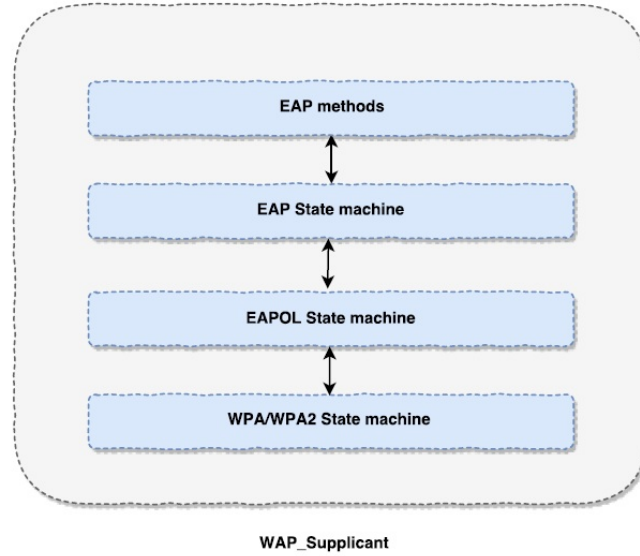 EAP methods
EAP State machine
EAPOL State machine
WPA/WPA2 State machine
WAP_Supplicant